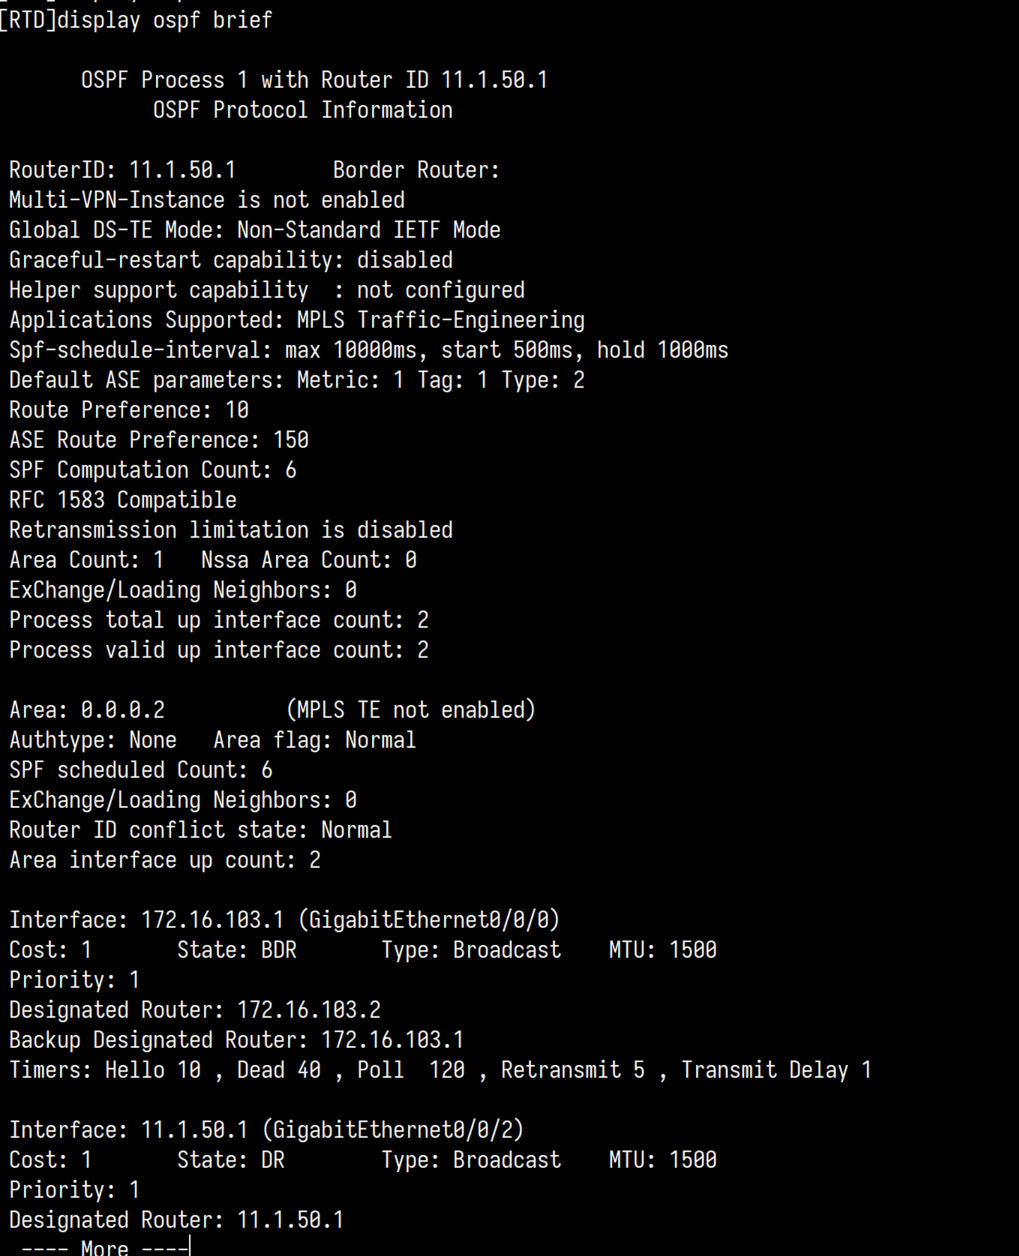 [RTD]display ospf brief
OSPF Process 1 with Router ID 11.1.50.1
OSPF Protocol Information
RouterID: 11.1.50.1 Border Router:
Multi-VPN-Instance is not enabled
Global DS-TE Mode: Non-Standard IETF Mode
Graceful-restart capability: disabled
Helper support capability : not configured
Applications Supported: MPLS Traffic-Engineering
Spf-schedule-interval: max 10000ms, start 500ms, hold 1000ms
Default ASE parameters: Metric: 1 Tag: 1 Type: 2
Route Preference: 10
ASE Route Preference: 150
SPF Computation Count: 6
RFC 1583 Compatible
Retransmission limitation is disabled
Area Count: 1 Nssa Area Count: 0
ExChange/Loading Neighbors: 0
Process total up interface count: 2
Process valid up interface count: 2
Area: 0.0.0.2 (MPLS TE not enabled)
Authtype: None Area flag: Normal
SPF scheduled Count: 6
ExChange/Loading Neighbors: 0
Router ID conflict state: Normal
Area interface up count: 2
Interface: 172.16.103.1 (GigabitEthernet0/0/0)
Cost: 1 State: BDR Type: Broadcast MTU: 1500
Priority: 1
Designated Router: 172.16.103.2
Backup Designated Router: 172.16.103.1
Timers: Hello 10 , Dead 40 , Poll 120 , Retransmit 5 , Transmit Delay 1
Interface: 11.1.50.1 (GigabitEthernet0/0/2)
Cost: 1 State: DR Type: Broadcast MTU: 1500
Priority: 1
Designated Router: 11.1.50.1
---- More ----